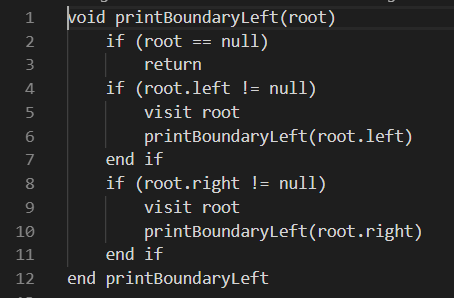 1 void printBoundaryLeft(root)
2 if (root == null)
3 return
4 if (root.left != null)
5 visit root
6 printBoundaryLeft(root.left)
7 end if
8 if (root.right != null)
9 visit root
10 printBoundaryLeft(root.right)
11 end if
12 end printBoundaryLeft